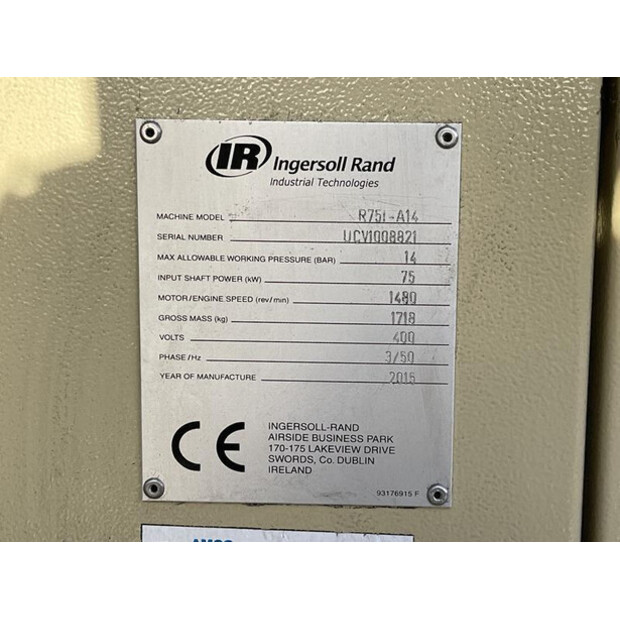 IR Ingersoll Rand
Industrial Technologies
MACHINE MODEL R75I-A14
SERIAL NUMBER UCV1008821
MAX ALLOWABLE WORKING PRESSURE (BAR) 14
INPUT SHAFT POWER (kW) 75
MOTOR/ENGINE SPEED (rev/min) 1480
GROSS MASS (kg) 1718
VOLTS 400
PHASE/Hz 3/50
YEAR OF MANUFACTURE 2015
CE
INGERSOLL-RAND
AIRSIDE BUSINESS PARK
170-175 LAKEVIEW DRIVE
SWORDS, Co. DUBLIN
IRELAND
93176915 F